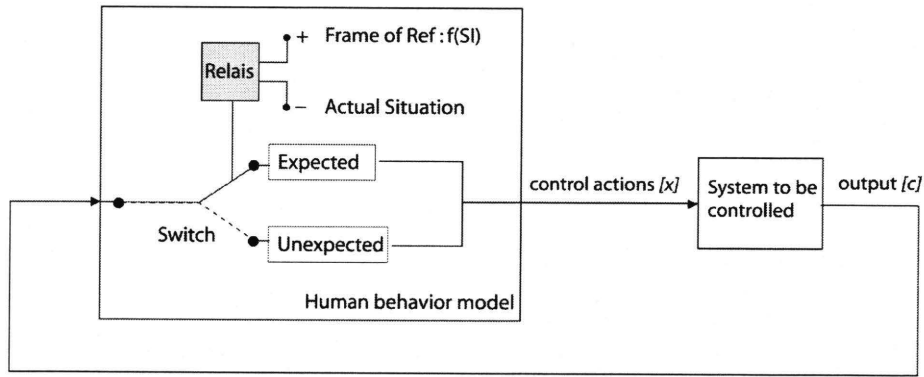 + Frame of Ref : f(SI)
Relais
− Actual Situation
Expected
control actions [x]
System to be
controlled
output [c]
Switch
Unexpected
Human behavior model